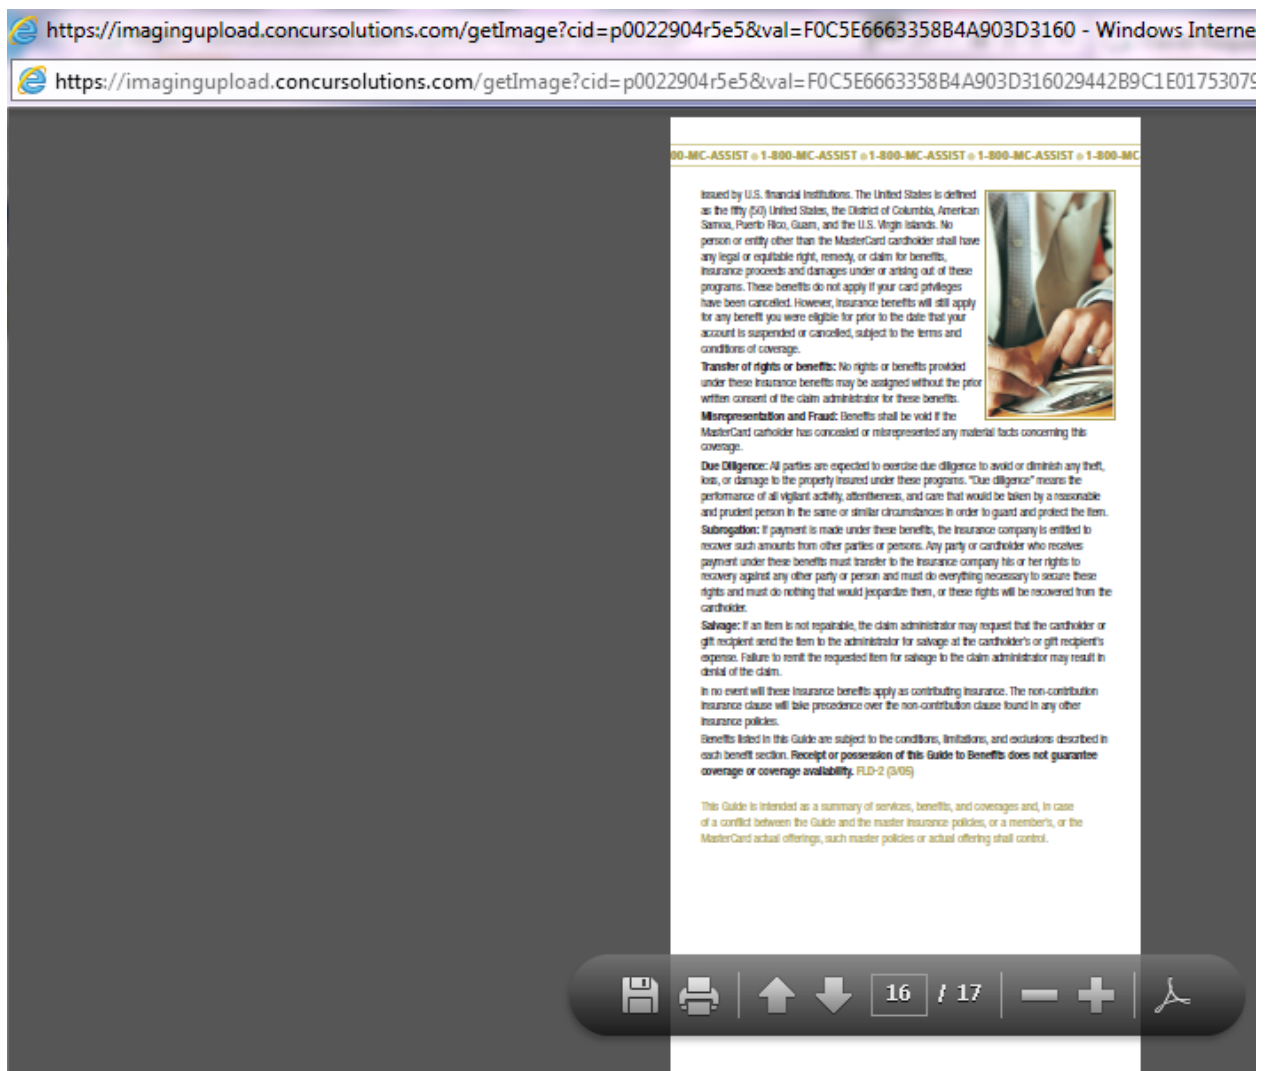 https://imagingupload.concursolutions.com/getImage?cid=p0022904r5e5&val=F0C5E6663358B4A903D3160 - Windows Interne
https://imagingupload.concursolutions.com/getImage?cid=p0022904r5e5&val=F0C5E6663358B4A903D316029442B9C1E01753079
00-MC-ASSIST 1-800-MC-ASSIST 1-800-MC-ASSIST 1-800-MC-ASSIST 1-800-MC
issued by U.S. financial institutions. The United States is defined
as the fifty (50) United States, the District of Columbia, American
Samoa, Puerto Rico, Guam, and the U.S. Virgin Islands. No
person or entity other than the MasterCard cardholder shall have
any legal or equitable right, remedy, or claim for benefits,
insurance proceeds and damages under or arising out of these
programs. These benefits do not apply if your card privileges
have been cancelled. However, insurance benefits will still apply
for any benefit you were eligible for prior to the date that your
account is suspended or cancelled, subject to the terms and
conditions of coverage.
Transfer of rights or benefits: No rights or benefits provided
under these insurance benefits may be assigned without the prior
written consent of the claim administrator for these benefits.
Misrepresentation and Fraud: Benefits shall be void if the
MasterCard carholder has concealed or misrepresented any material facts concerning this
coverage.
Due Diligence: All parties are expected to exercise due diligence to avoid or diminish any theft,
loss, or damage to the property insured under these programs. "Due diligence" means the
performance of all vigilant activity, attentiveness, and care that would be taken by a reasonable
and prudent person in the same or similar circumstances in order to guard and protect the item.
Subrogation: If payment is made under these benefits, the insurance company is entitled to
recover such amounts from other parties or persons. Any party or cardholder who receives
payment under these benefits must transfer to the insurance company his or her rights to
recovery against any other party or person and must do everything necessary to secure these
rights and must do nothing that would jeopardize them, or these rights will be recovered from the
cardholder.
Salvage: If an item is not repairable, the claim administrator may request that the cardholder or
gift recipient send the item to the administrator for salvage at the cardholder's or gift recipient's
expense. Failure to remit the requested item for salvage to the claim administrator may result in
denial of the claim.
In no event will these insurance benefits apply as contributing insurance. The non-contribution
insurance clause will take precedence over the non-contribution clause found in any other
insurance policies.
Benefits listed in this Guide are subject to the conditions, limitations, and exclusions described in
each benefit section. Receipt or possession of this Guide to Benefits does not guarantee
coverage or coverage availability. FLD-2 (3/05)
This Guide is intended as a summary of services, benefits, and coverages and, in case
of a conflict between the Guide and the master insurance policies, or a member's, or the
MasterCard actual offerings, such master policies or actual offering shall control.
16 / 17